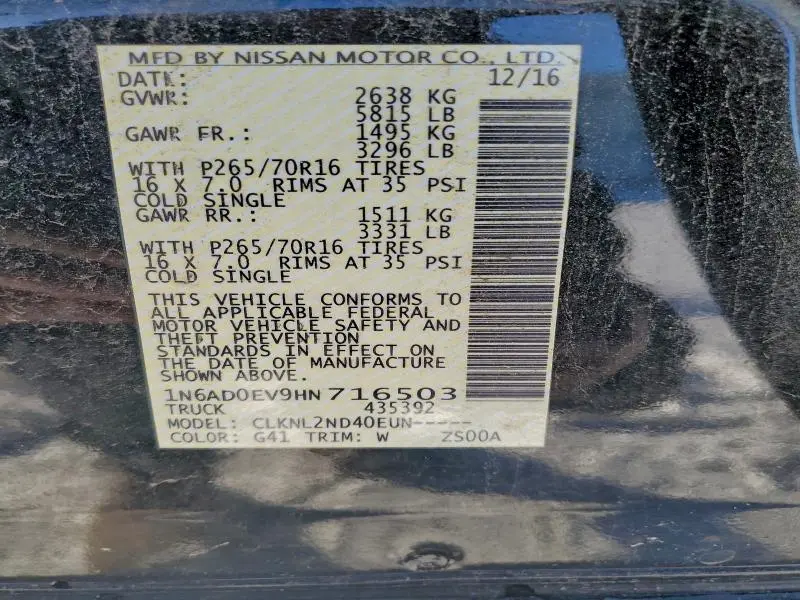 MFD BY NISSAN MOTOR CO., LTD.
DATE: 12/16
GVWR: 2638 KG
5815 LB
GAWR FR.: 1495 KG
3296 LB
WITH P265/70R16 TIRES
16 X 7.0 RIMS AT 35 PSI
COLD SINGLE
GAWR RR.: 1511 KG
3331 LB
WITH P265/70R16 TIRES
16 X 7.0 RIMS AT 35 PSI
COLD SINGLE
THIS VEHICLE CONFORMS TO
ALL APPLICABLE FEDERAL
MOTOR VEHICLE SAFETY AND
THEFT PREVENTION
STANDARDS IN EFFECT ON
THE DATE OF MANUFACTURE
SHOWN ABOVE.
1N6AD0EV9HN716503
TRUCK 435392
MODEL: CLKNL2ND40EUN-----
COLOR: G41 TRIM: W ZS00A